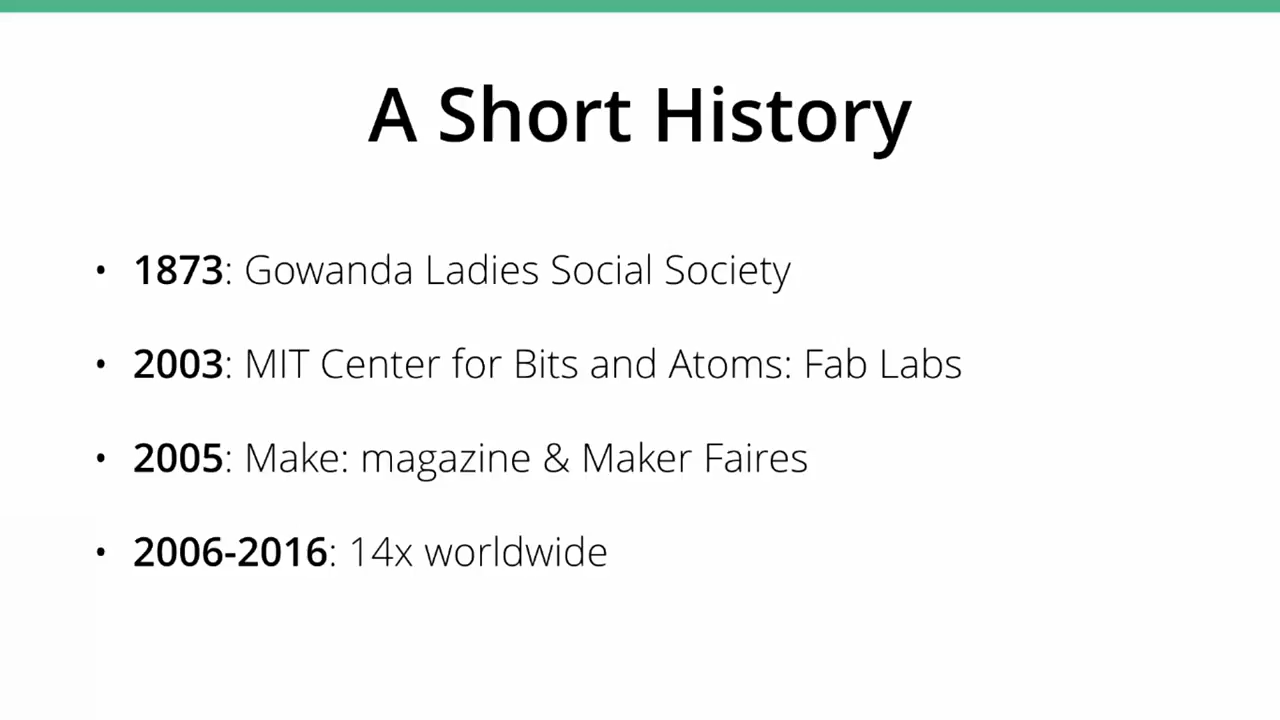 A Short History
• 1873: Gowanda Ladies Social Society
• 2003: MIT Center for Bits and Atoms: Fab Labs
• 2005: Make: magazine & Maker Faires
• 2006-2016: 14x worldwide